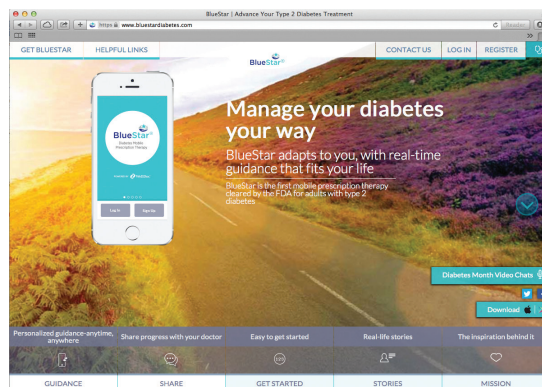 BlueStar | Advance Your Type 2 Diabetes Treatment
https www.bluestardiabetes.com
Reader
GET BLUESTAR
HELPFUL LINKS
BlueStar
CONTACT US
LOG IN
REGISTER
BlueStar
Diabetes Mobile
Prescription Therapy
Log In
Sign Up
Manage your diabetes
your way
BlueStar adapts to you, with real-time
guidance that fits your life
BlueStar is the first mobile prescription therapy
cleared by the FDA for adults with type 2
diabetes
Diabetes Month Video Chats
Download
Personalized guidance-anytime,
anywhere
Share progress with your doctor
Easy to get started
Real-life stories
The Inspiration behind it
GUIDANCE
SHARE
GET STARTED
STORIES
MISSION